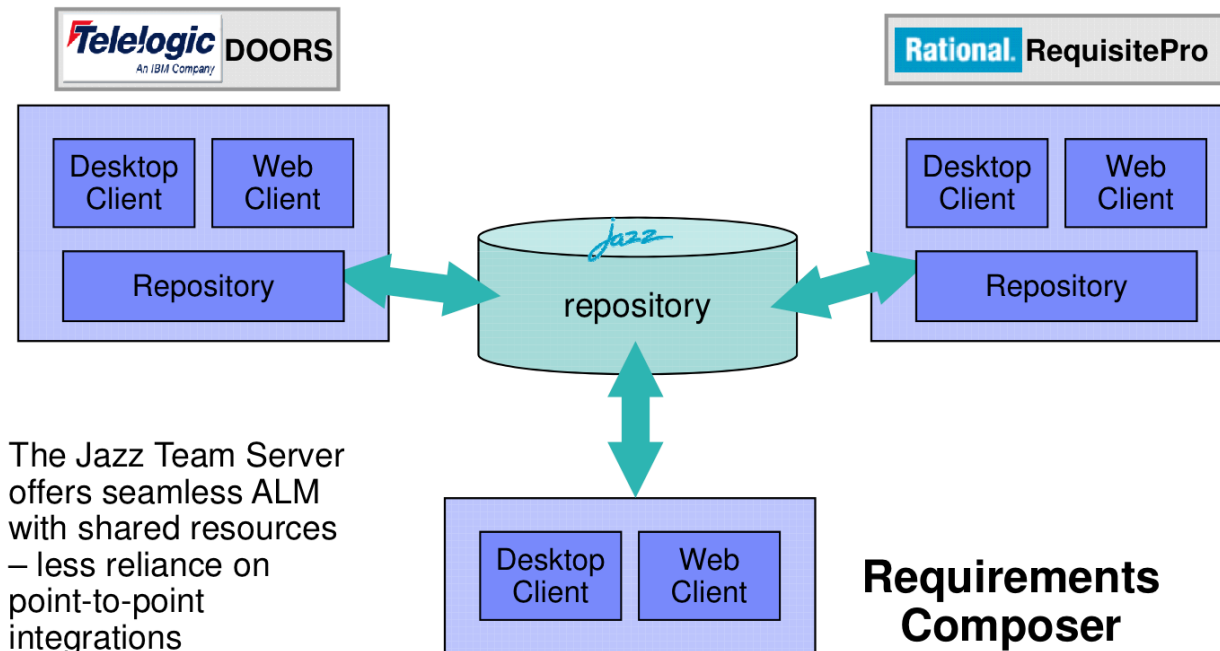 Telelogic
An IBM Company
DOORS
Rational. RequisitePro
Desktop
Client
Web
Client
Repository
Desktop
Client
Web
Client
Repository
jazz
repository
The Jazz Team Server
offers seamless ALM
with shared resources
– less reliance on
point-to-point
integrations
Desktop
Client
Web
Client
Requirements
Composer